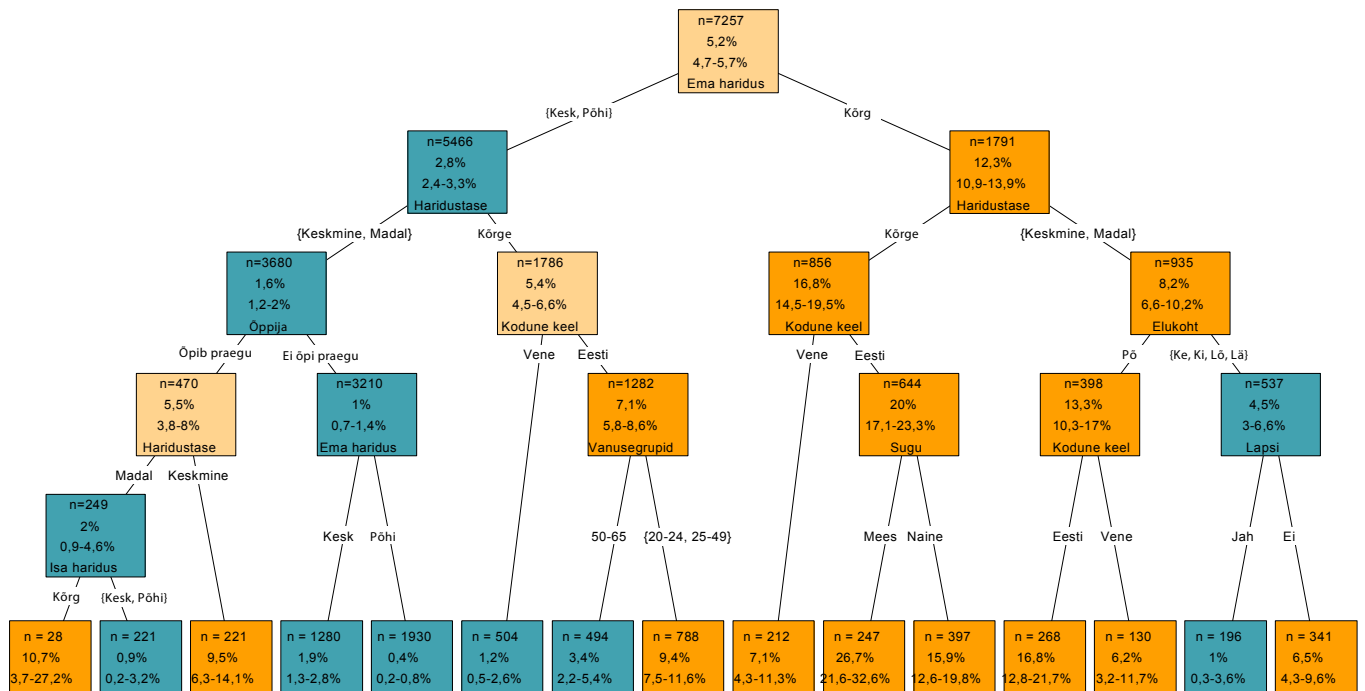 n=7257
5,2%
4,7-5,7%
Ema haridus
{Kesk, Põhi}
Kõrg
n=5466
2,8%
2,4-3,3%
Haridustase
n=1791
12,3%
10,9-13,9%
Haridustase
{Keskmine, Madal}
Kõrge
Kõrge
{Keskmine, Madal}
n=3680
1,6%
1,2-2%
Õppija
n=1786
5,4%
4,5-6,6%
Kodune keel
n=856
16,8%
14,5-19,5%
Kodune keel
n=935
8,2%
6,6-10,2%
Elukoht
Õpib praegu
Ei õpi praegu
Vene
Eesti
Vene
Eesti
Põ
{Ke, Ki, Lõ, Lä}
n=470
5,5%
3,8-8%
Haridustase
n=3210
1%
0,7-1,4%
Ema haridus
n=1282
7,1%
5,8-8,6%
Vanusegrupid
n=644
20%
17,1-23,3%
Sugu
n=398
13,3%
10,3-17%
Kodune keel
n=537
4,5%
3-6,6%
Lapsi
Madal
Keskmine
n=249
2%
0,9-4,6%
Isa haridus
Kesk
Põhi
50-65
{20-24, 25-49}
Mees
Naine
Eesti
Vene
Jah
Ei
Kõrg
{Kesk, Põhi}
n = 28
10,7%
3,7-27,2%
n = 221
0,9%
0,2-3,2%
n = 221
9,5%
6,3-14,1%
n = 1280
1,9%
1,3-2,8%
n = 1930
0,4%
0,2-0,8%
n = 504
1,2%
0,5-2,6%
n = 494
3,4%
2,2-5,4%
n = 788
9,4%
7,5-11,6%
n = 212
7,1%
4,3-11,3%
n = 247
26,7%
21,6-32,6%
n = 397
15,9%
12,6-19,8%
n = 268
16,8%
12,8-21,7%
n = 130
6,2%
3,2-11,7%
n = 196
1%
0,3-3,6%
n = 341
6,5%
4,3-9,6%